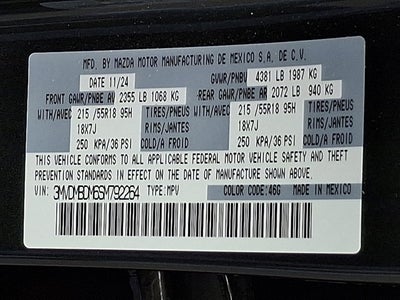 MFD. BY MAZDA MOTOR MANUFACTURING DE MEXICO S.A. DE C.V.
DATE 11/24 GVWR/PNBV 4381 LB 1987 KG
FRONT GAWR/PNBE AV 2355 LB 1068 KG REAR GAWR/PNBE AR 2072 LB 940 KG
WITH/AVEC 215 /55R18 95H TIRES/PNEUS WITH/AVEC 215 /55R18 95H TIRES/PNEUS
18X7J RIMS/JANTES 18X7J RIMS/JANTES
250 KPA/36 PSI COLD/A FROID 250 KPA/36 PSI COLD/A FROID
THIS VEHICLE CONFORMS TO ALL APPLICABLE FEDERAL MOTOR VEHICLE SAFETY AND THEFT
PREVENTION STANDARDS IN EFFECT ON THE DATE OF MANUFACTURE SHOWN ABOVE.
VIN: 3MVDMBDM6SM792264 TYPE:MPV COLOR CODE:46G MADE IN MEXICO